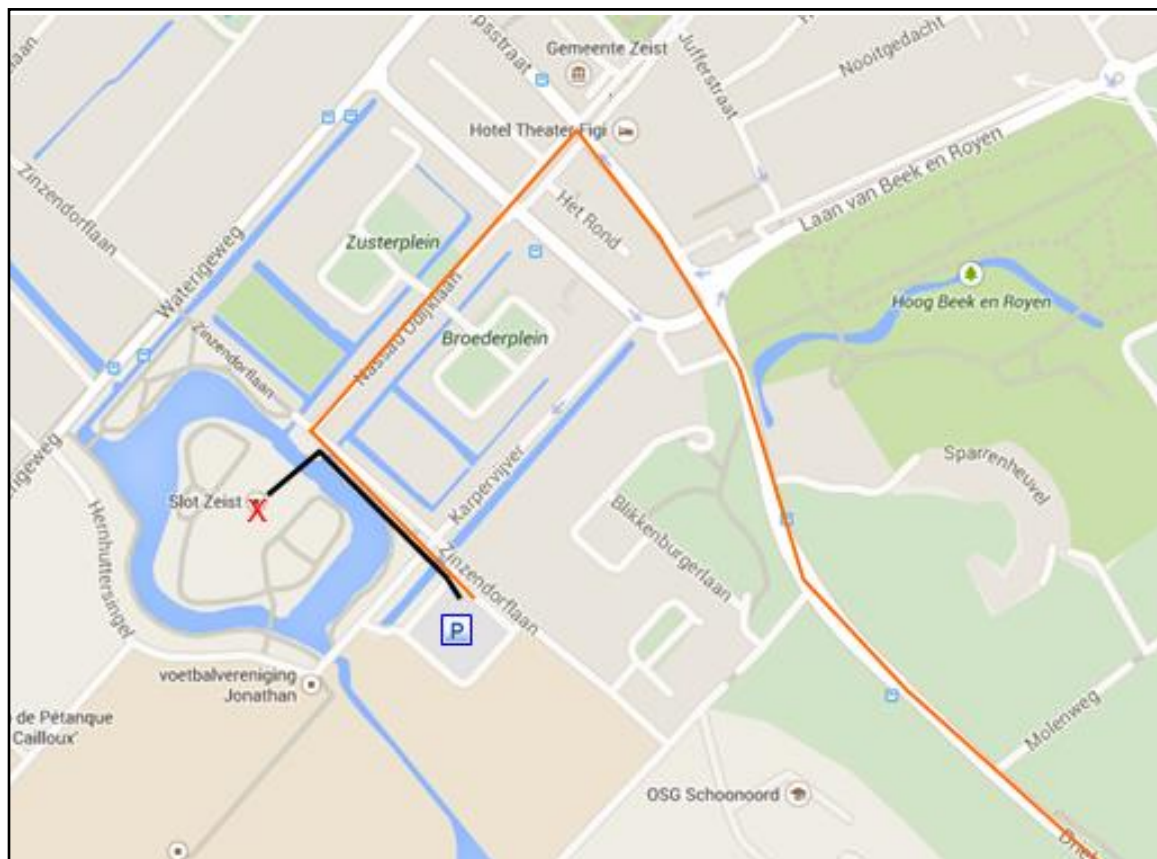 Gemeente Zeist
Jufferstraat
Nooitgedacht
Hotel Theater Figi
Laan van Beek en Royen
Zinzendorflaan
Het Rond
Zusterplein
Waterigeweg
Hoog Beek en Royen
Nassau Odijklaan
Broederplein
Zinzendorflaan
Sparrenheuvel
Karpervijver
Slot Zeist
X
Blikkenburgerlaan
Hernhuttersingel
Zinzendorflaan
P
voetbalvereniging
Jonathan
de Pétanque
Cailloux'
Molenweg
OSG Schoonoord